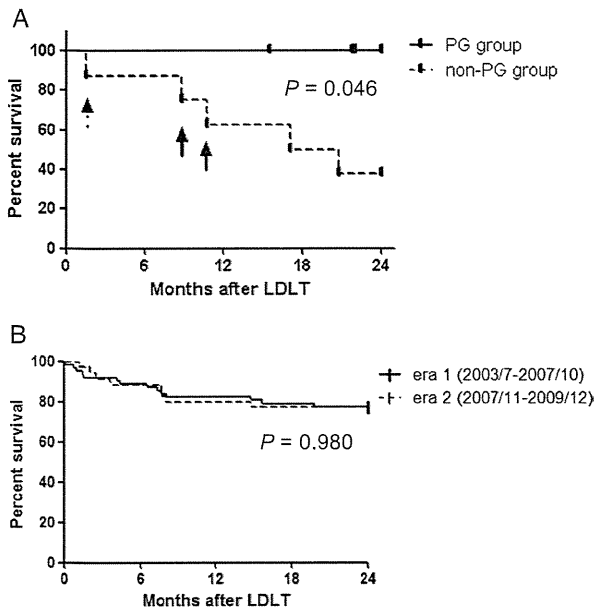 A
Percent survival
100
80
60
40
20
0
0 6 12 18 24
Months after LDLT
P = 0.046
PG group
non-PG group
B
Percent survival
100
80
60
40
20
0
0 6 12 18 24
Months after LDLT
P = 0.980
era 1 (2003/7-2007/10)
era 2 (2007/11-2009/12)